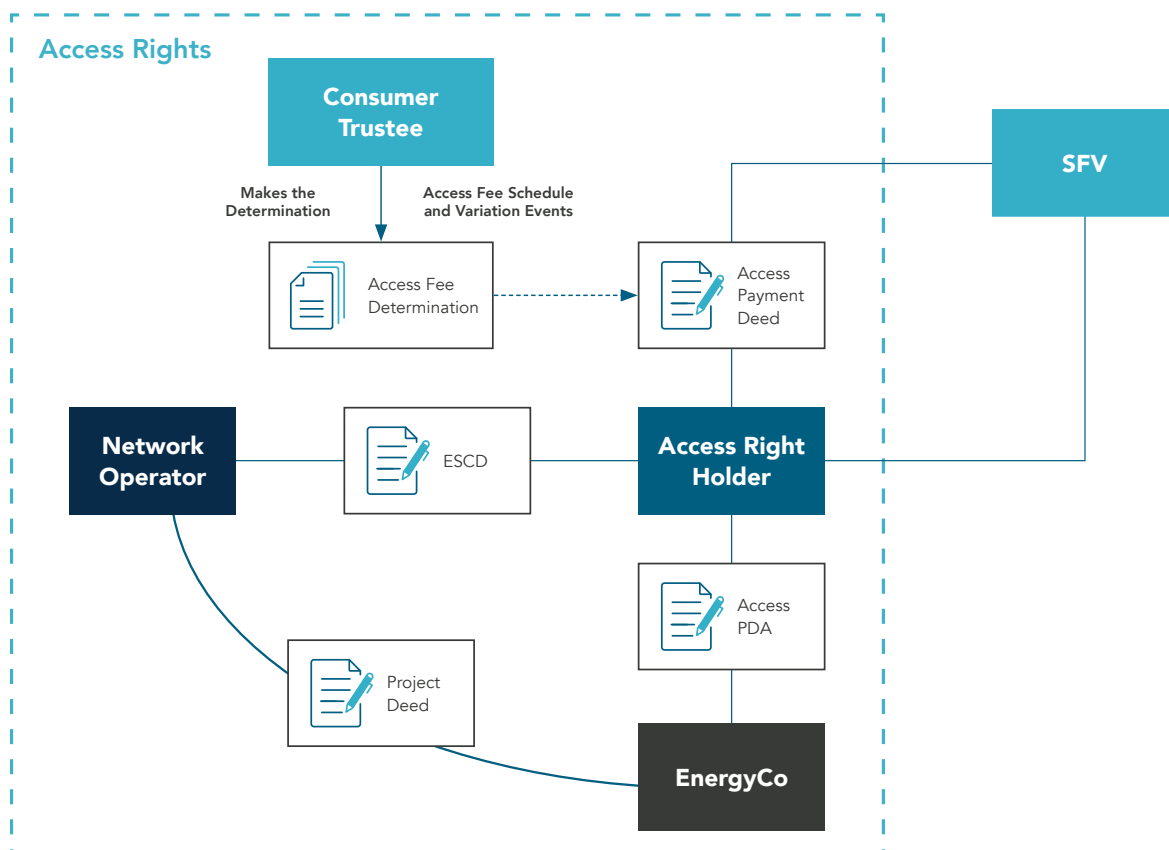 Access Rights
Consumer
Trustee
SFV
Makes the
Determination
Access Fee Schedule
and Variation Events
Access Fee
Determination
Access
Payment
Deed
Network
Operator
ESCD
Access Right
Holder
Access
PDA
Project
Deed
EnergyCo